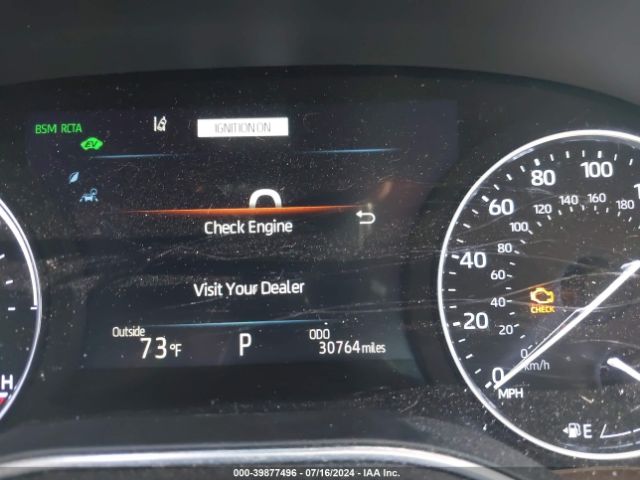 BSM RCTA
IGNITION ON
EV
Check Engine
Visit Your Dealer
Outside
73°F
P
ODO
30764 miles
H
0
20
40
60
80
100
0
20
40
60
80
100
120
140
160
180
km/h
MPH
CHECK
E
000-39877496 - 07/16/2024 - IAA Inc.